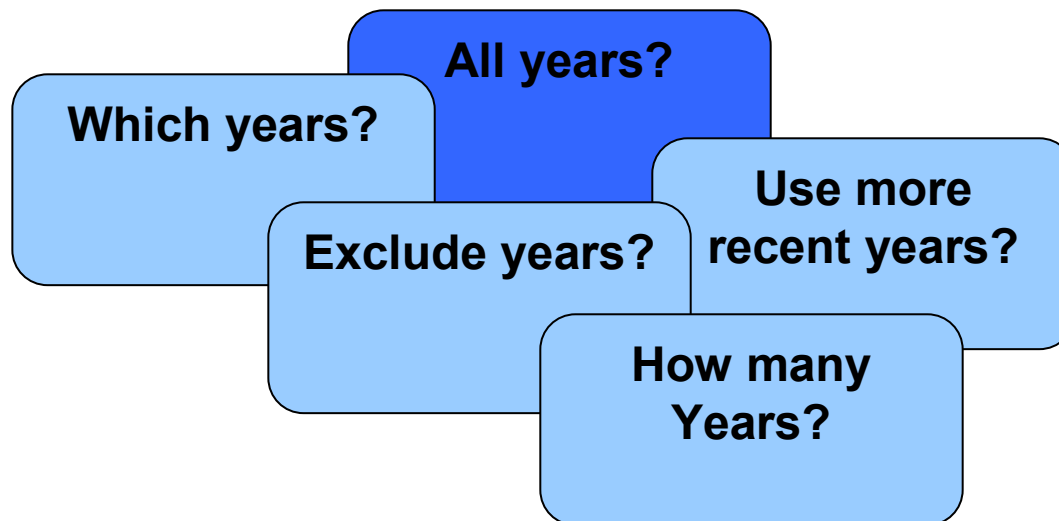 All years?
Which years?
Use more
recent years?
Exclude years?
How many
Years?